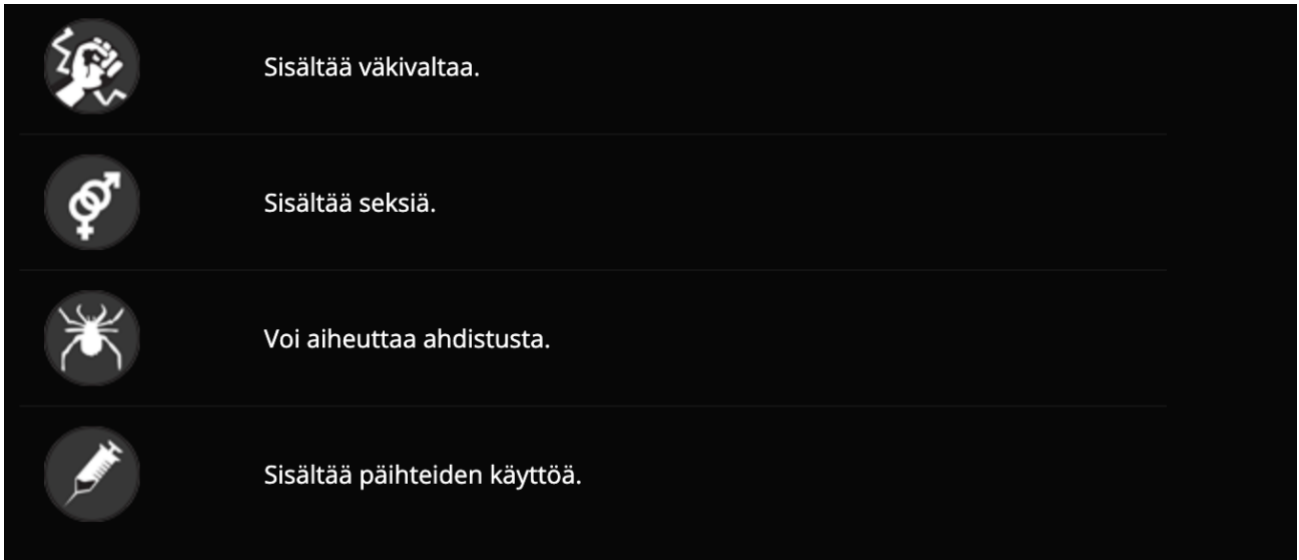 Sisältää väkivaltaa.
Sisältää seksiä.
Voi aiheuttaa ahdistusta.
Sisältää päihteiden käyttöä.